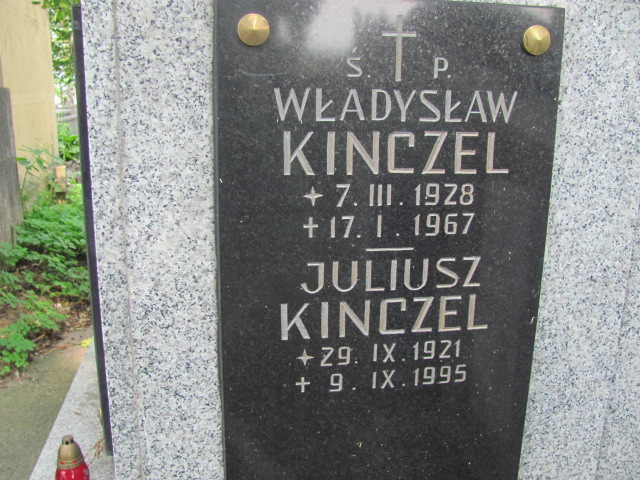 Ś. P.
WŁADYSŁAW
KINCZEL
7. III. 1928
17. I. 1967
JULIUSZ
KINCZEL
29. IX. 1921
9. IX. 1995